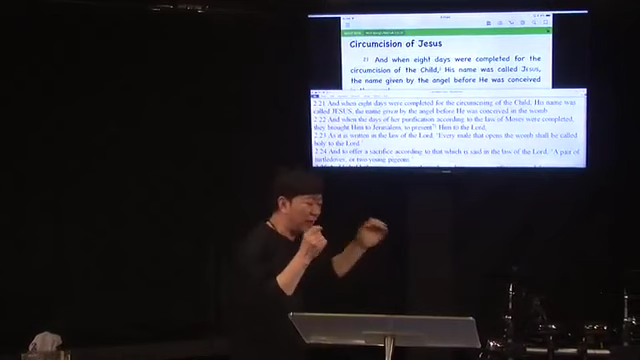 Circumcision of Jesus
21 And when eight days were completed for the
circumcision of the Child, His name was called JESUS,
the name given by the angel before He was conceived
2:21 And when eight days were completed for the circumcising of the Child, His name was
called JESUS, the name given by the angel before He was conceived in the womb
2:22 And when the days of her purification according to the law of Moses were completed,
they brought Him to Jerusalem, to present Him to the Lord,
2:23 As it is written in the law of the Lord, "Every male that opens the womb shall be called
holy to the Lord,"
2:24 And to offer a sacrifice according to that which is said in the law of the Lord, "A pair of
turtledoves, or two young pigeons."